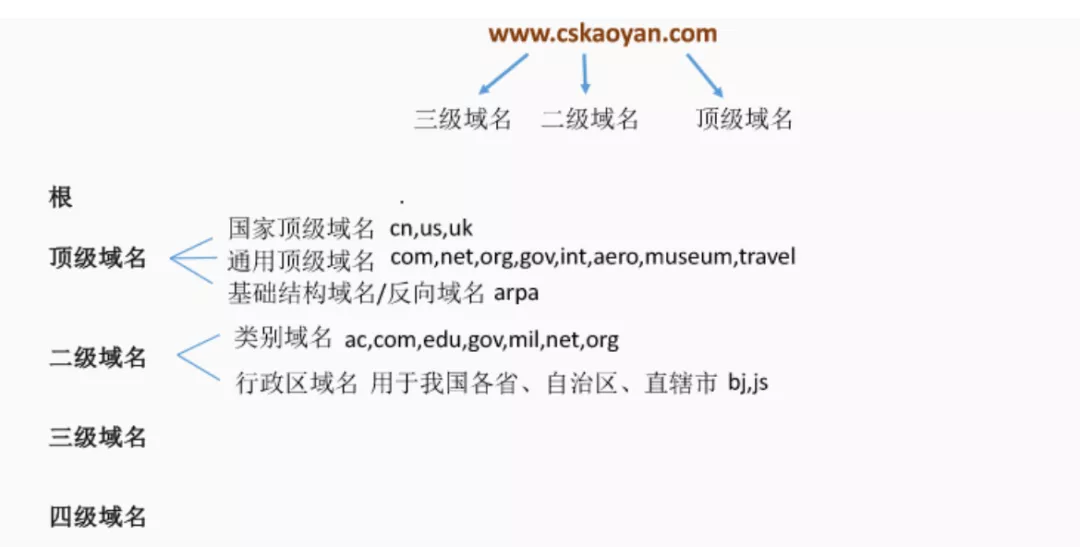 www.cskaoyan.com
三级域名 二级域名 顶级域名
根 .
国家顶级域名 cn,us,uk
顶级域名
通用顶级域名 com,net,org,gov,int,aero,museum,travel
基础结构域名/反向域名 arpa
类别域名 ac,com,edu,gov,mil,net,org
二级域名
行政区域名 用于我国各省、自治区、直辖市 bj,js
三级域名
四级域名